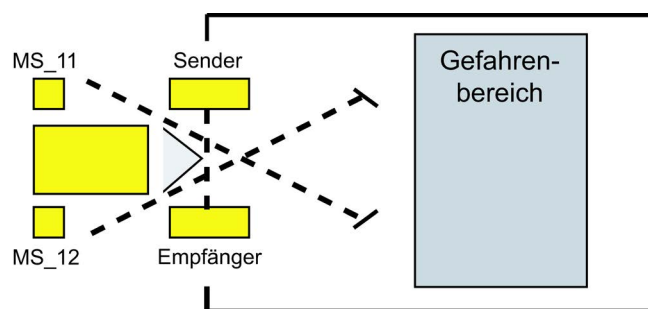 MS_11
Sender
Gefahren-
bereich
MS_12
Empfänger